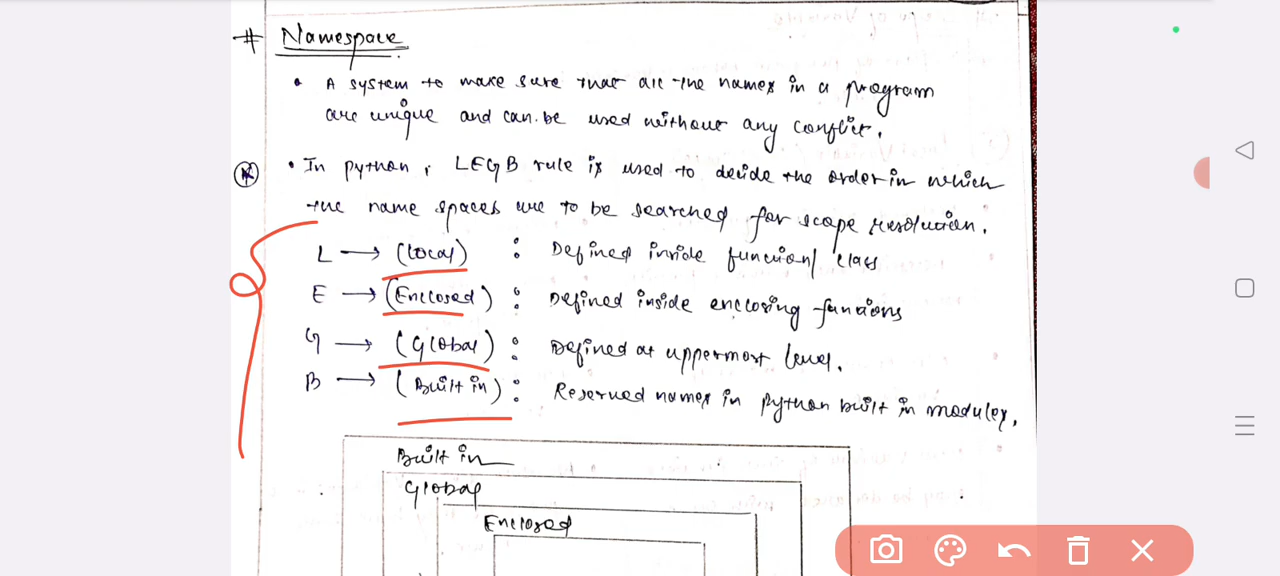 # Namespace
• A system to make sure that all the names in a program
are unique and can be used without any conflict.
• In python, LEGB rule is used to decide the order in which
the name spaces are to be searched for scope resolution.
L → (Local) : Defined inside function/class
E → (Enclosed) : Defined inside enclosing functions
G → (Global) : Defined at uppermost level.
B → (Built in) : Reserved names in python built in modules,
Built in
Global
Enclosed